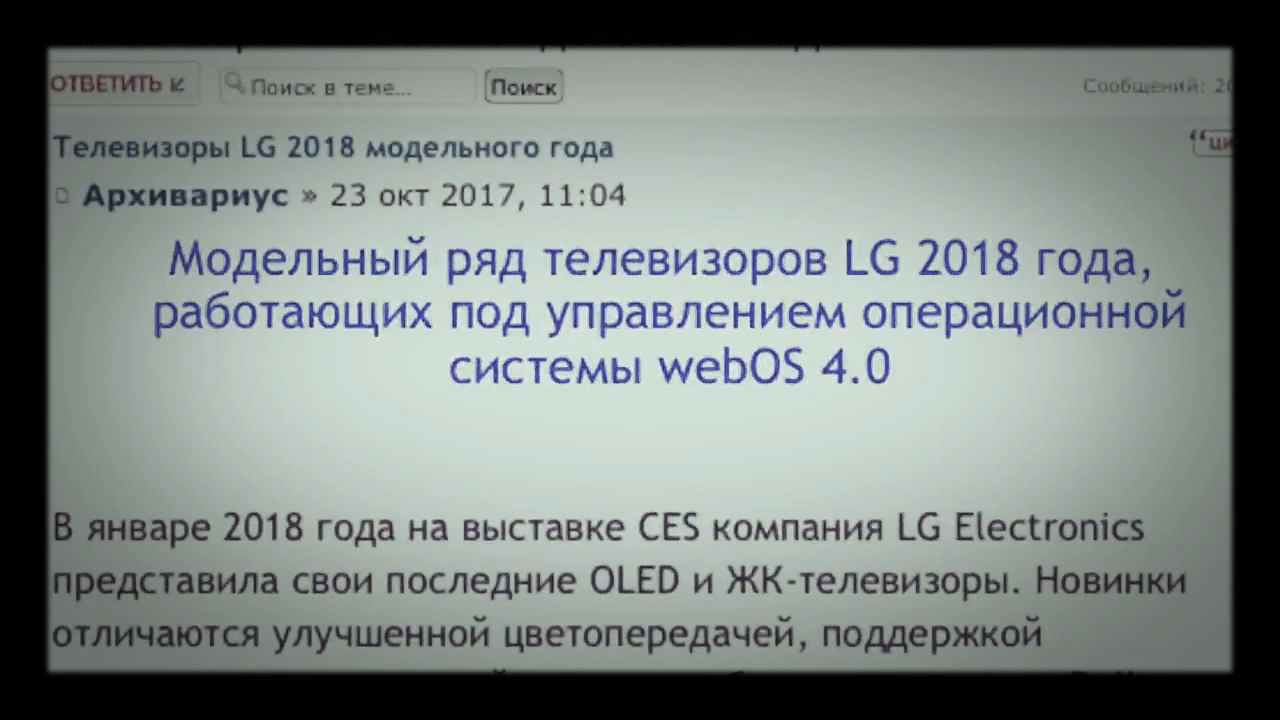 ОТВЕТИТЬ
Поиск в теме...
Поиск
Сообщений: 20
Телевизоры LG 2018 модельного года
Архивариус » 23 окт 2017, 11:04
Модельный ряд телевизоров LG 2018 года,
работающих под управлением операционной
системы webOS 4.0
В январе 2018 года на выставке CES компания LG Electronics
представила свои последние OLED и ЖК-телевизоры. Новинки
отличаются улучшенной цветопередачей, поддержкой